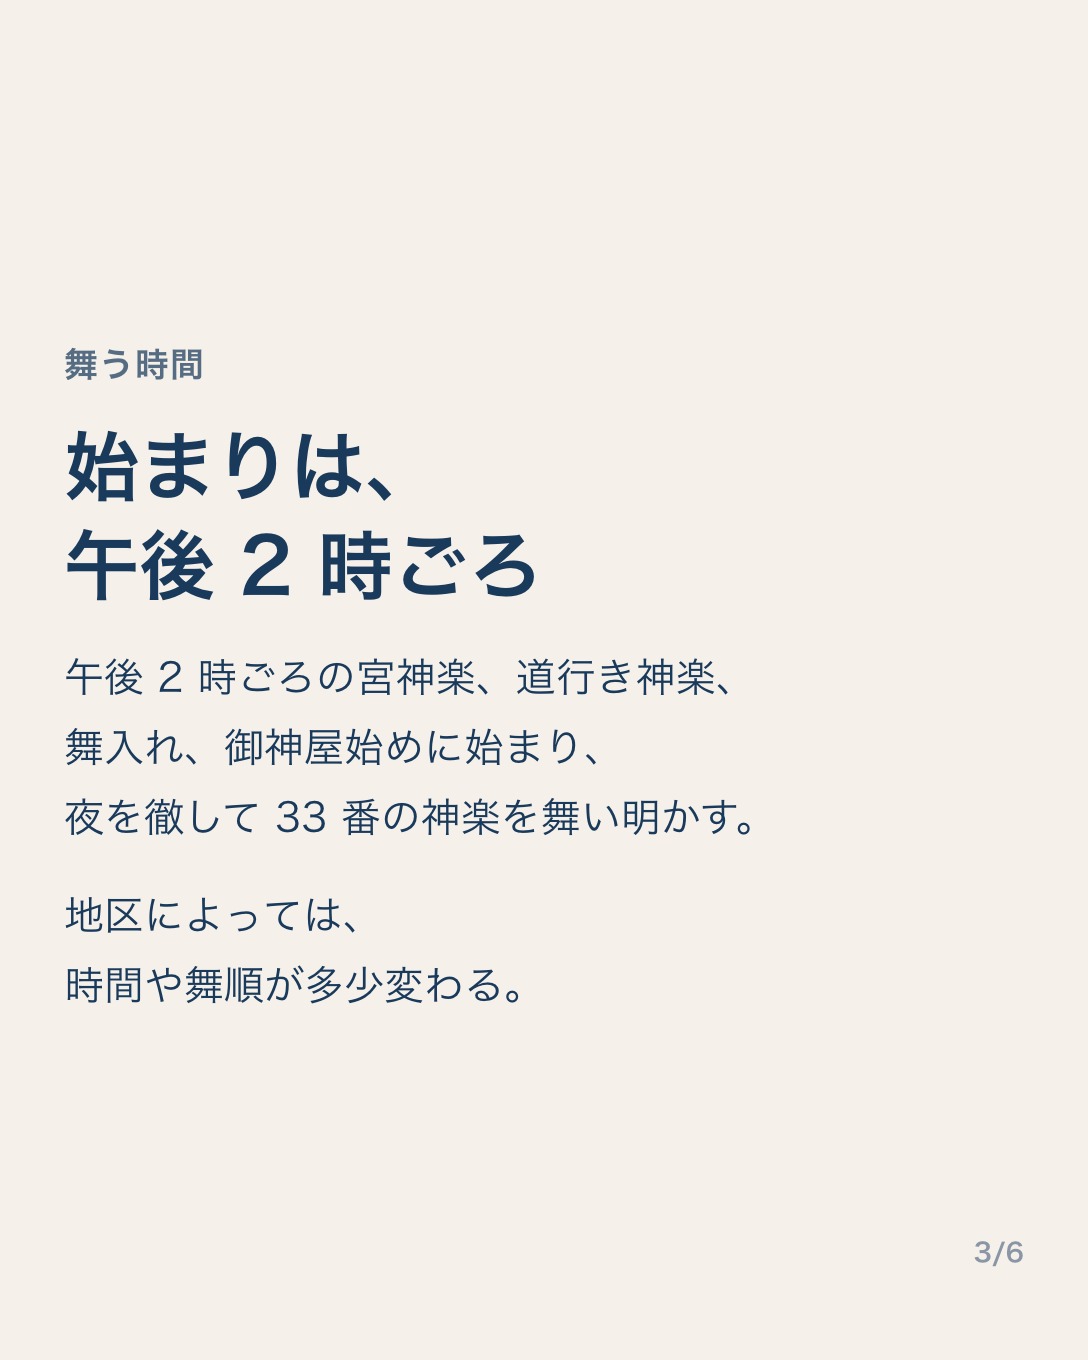 舞う時間
始まりは、
午後 2 時ごろ
午後 2 時ごろの宮神楽、道行き神楽、
舞入れ、御神屋始めに始まり、
夜を徹して 33 番の神楽を舞い明かす。
地区によっては、
時間や舞順が多少変わる。
3/6